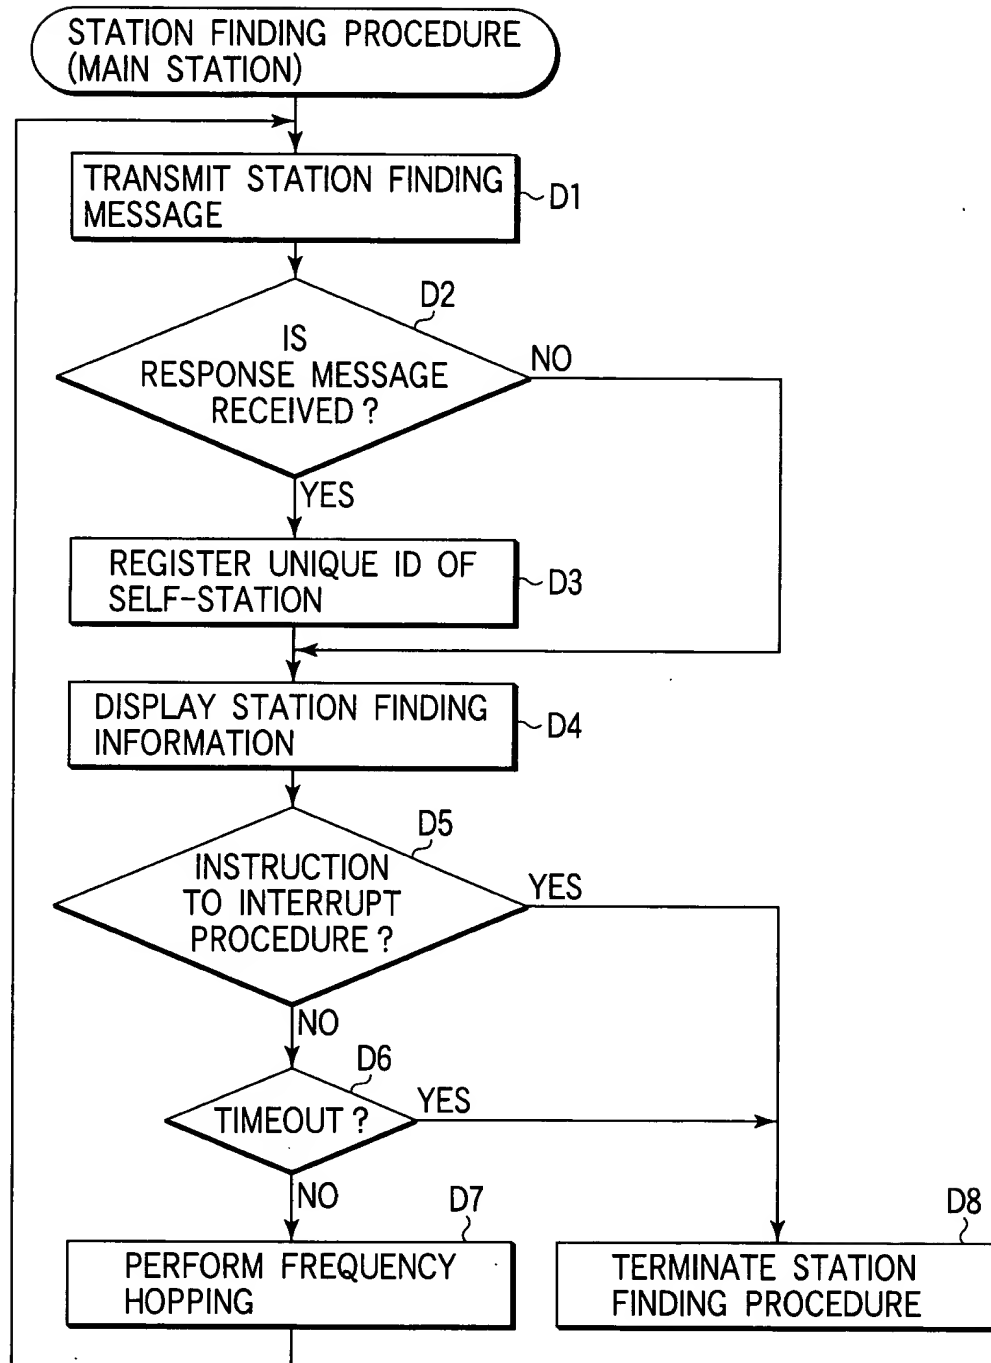 STATION FINDING PROCEDURE
(MAIN STATION)
TRANSMIT STATION FINDING
MESSAGE
D1
D2
IS
RESPONSE MESSAGE
RECEIVED ?
NO
YES
REGISTER UNIQUE ID OF
SELF-STATION
D3
DISPLAY STATION FINDING
INFORMATION
D4
D5
INSTRUCTION
TO INTERRUPT
PROCEDURE ?
YES
NO
D6
TIMEOUT ?
YES
NO
D7
PERFORM FREQUENCY
HOPPING
D8
TERMINATE STATION
FINDING PROCEDURE